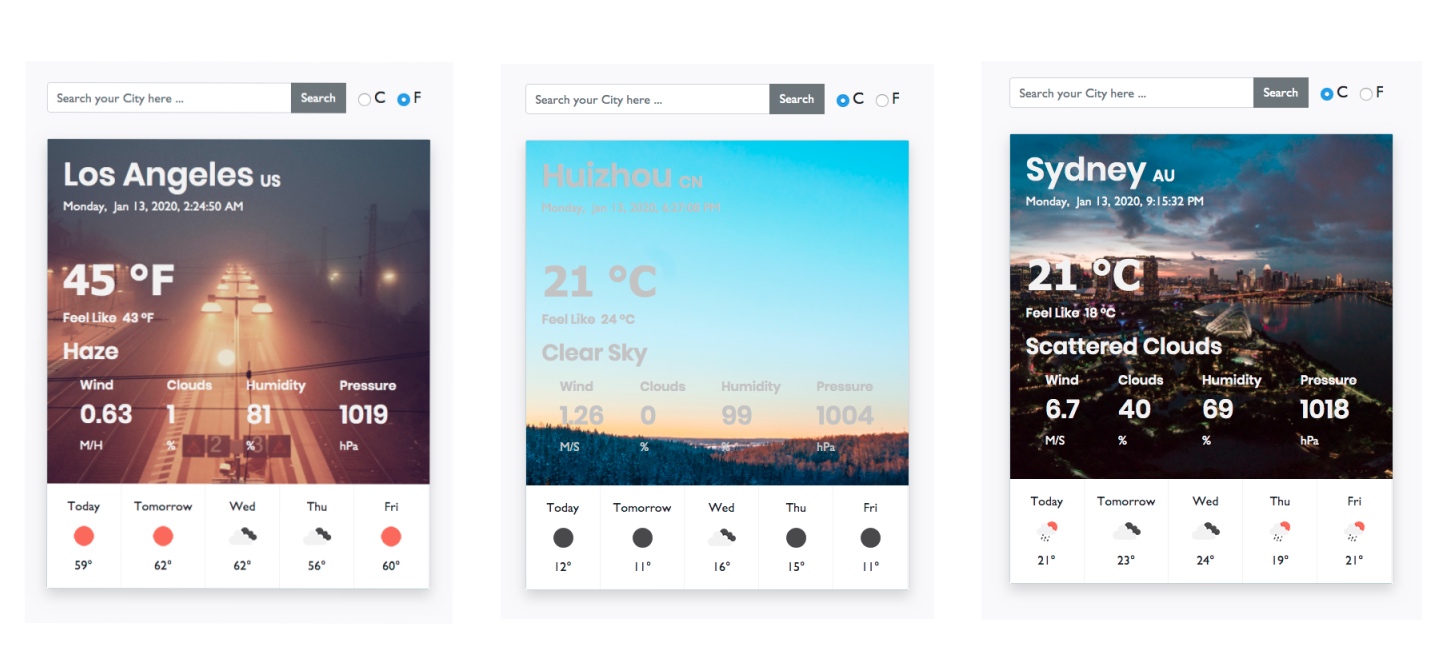 Search your City here ...
Search
C
F
Los Angeles US
Monday, Jan 13, 2020, 2:24:50 AM
45 °F
Feel Like 43 °F
Haze
Wind Clouds Humidity Pressure
0.63 1 81 1019
M/H % % hPa
Today Tomorrow Wed Thu Fri
59° 62° 62° 56° 60°
Search your City here ...
Search
C
F
Huizhou CN
Monday, Jan 13, 2020,
21 °C
Feel Like 24 °C
Clear Sky
Wind Clouds Humidity Pressure
1.26 0 99 1004
M/S % % hPa
Today Tomorrow Wed Thu Fri
12° 11° 16° 15° 11°
Search your City here ...
Search
C
F
Sydney AU
Monday, Jan 13, 2020, 9:15:32 PM
21 °C
Feel Like 18 °C
Scattered Clouds
Wind Clouds Humidity Pressure
6.7 40 69 1018
M/S % % hPa
Today Tomorrow Wed Thu Fri
21° 23° 24° 19° 21°